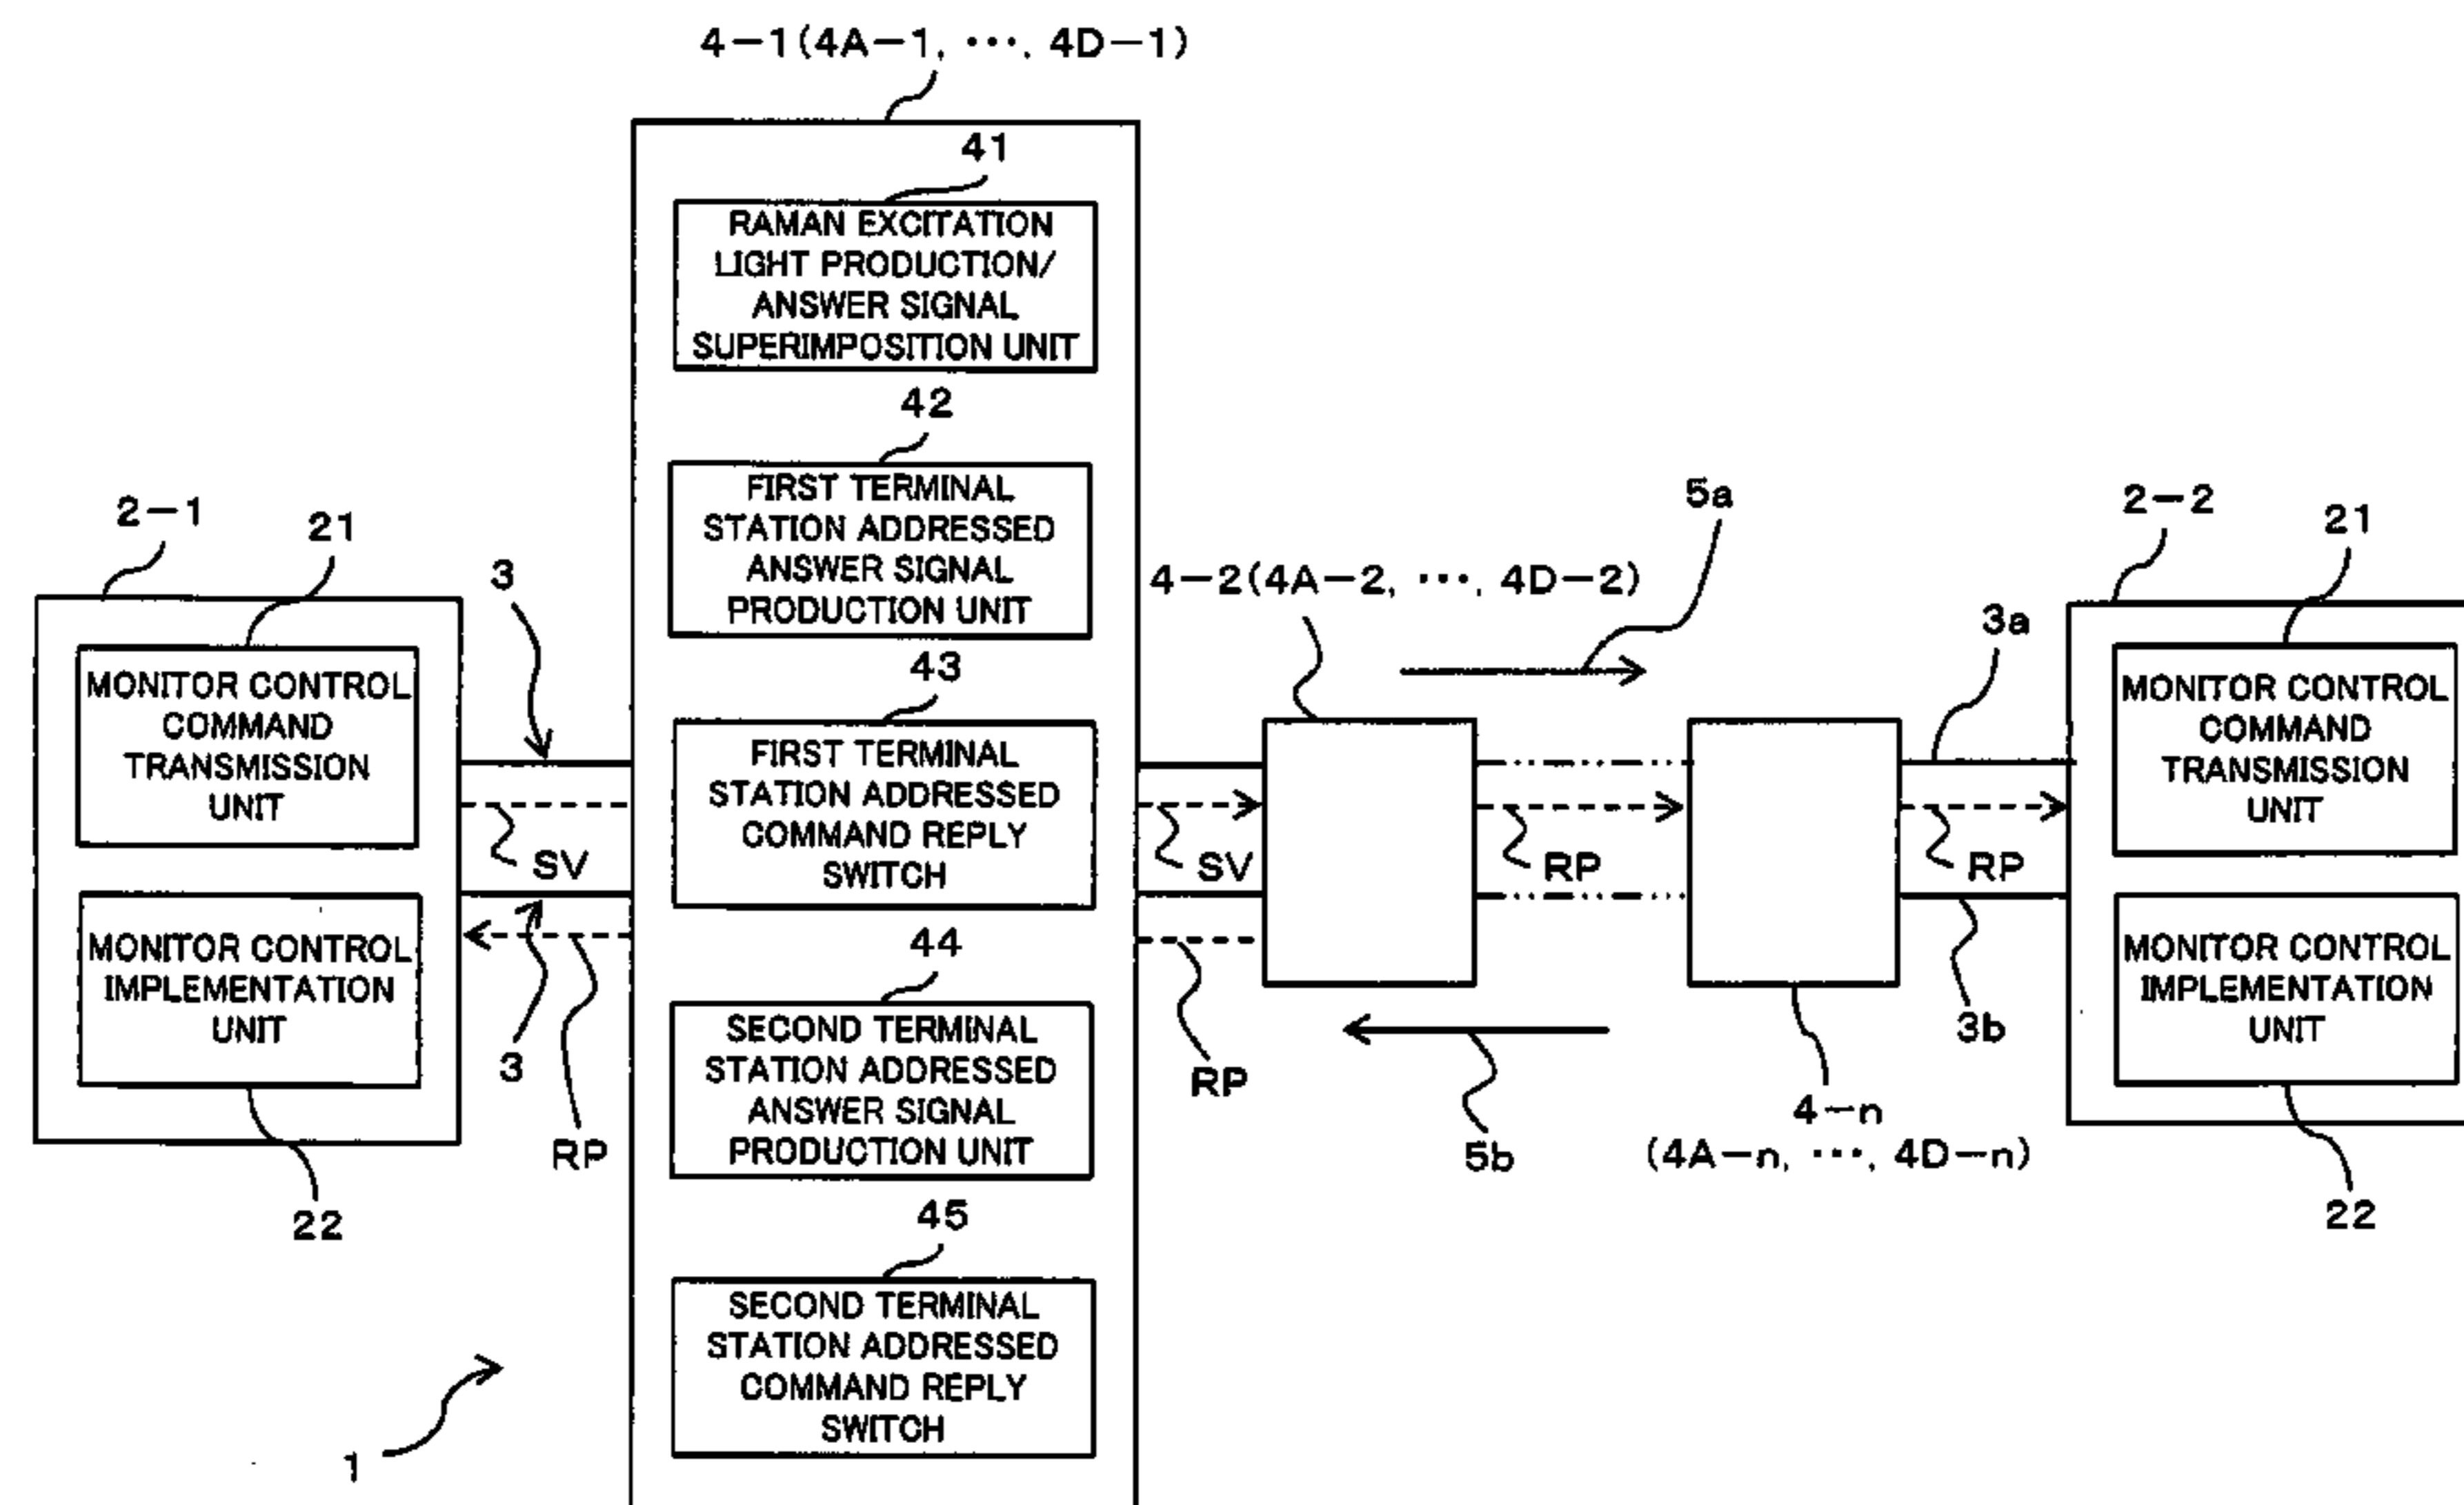 4-1(4A-1, ···, 4D-1)
41
RAMAN EXCITATION
LIGHT PRODUCTION/
ANSWER SIGNAL
SUPERIMPOSITION UNIT
42
FIRST TERMINAL
STATION ADDRESSED
ANSWER SIGNAL
PRODUCTION UNIT
43
FIRST TERMINAL
STATION ADDRESSED
COMMAND REPLY
SWITCH
44
SECOND TERMINAL
STATION ADDRESSED
ANSWER SIGNAL
PRODUCTION UNIT
45
SECOND TERMINAL
STATION ADDRESSED
COMMAND REPLY
SWITCH
2-1
21
MONITOR CONTROL
COMMAND
TRANSMISSION
UNIT
MONITOR CONTROL
IMPLEMENTATION
UNIT
22
3
SV
3
RP
1
4-2(4A-2, ···, 4D-2)
5a
SV
RP
RP
5b
4-n
(4A-n, ···, 4D-n)
3a
RP
3b
2-2
21
MONITOR CONTROL
COMMAND
TRANSMISSION
UNIT
MONITOR CONTROL
IMPLEMENTATION
UNIT
22